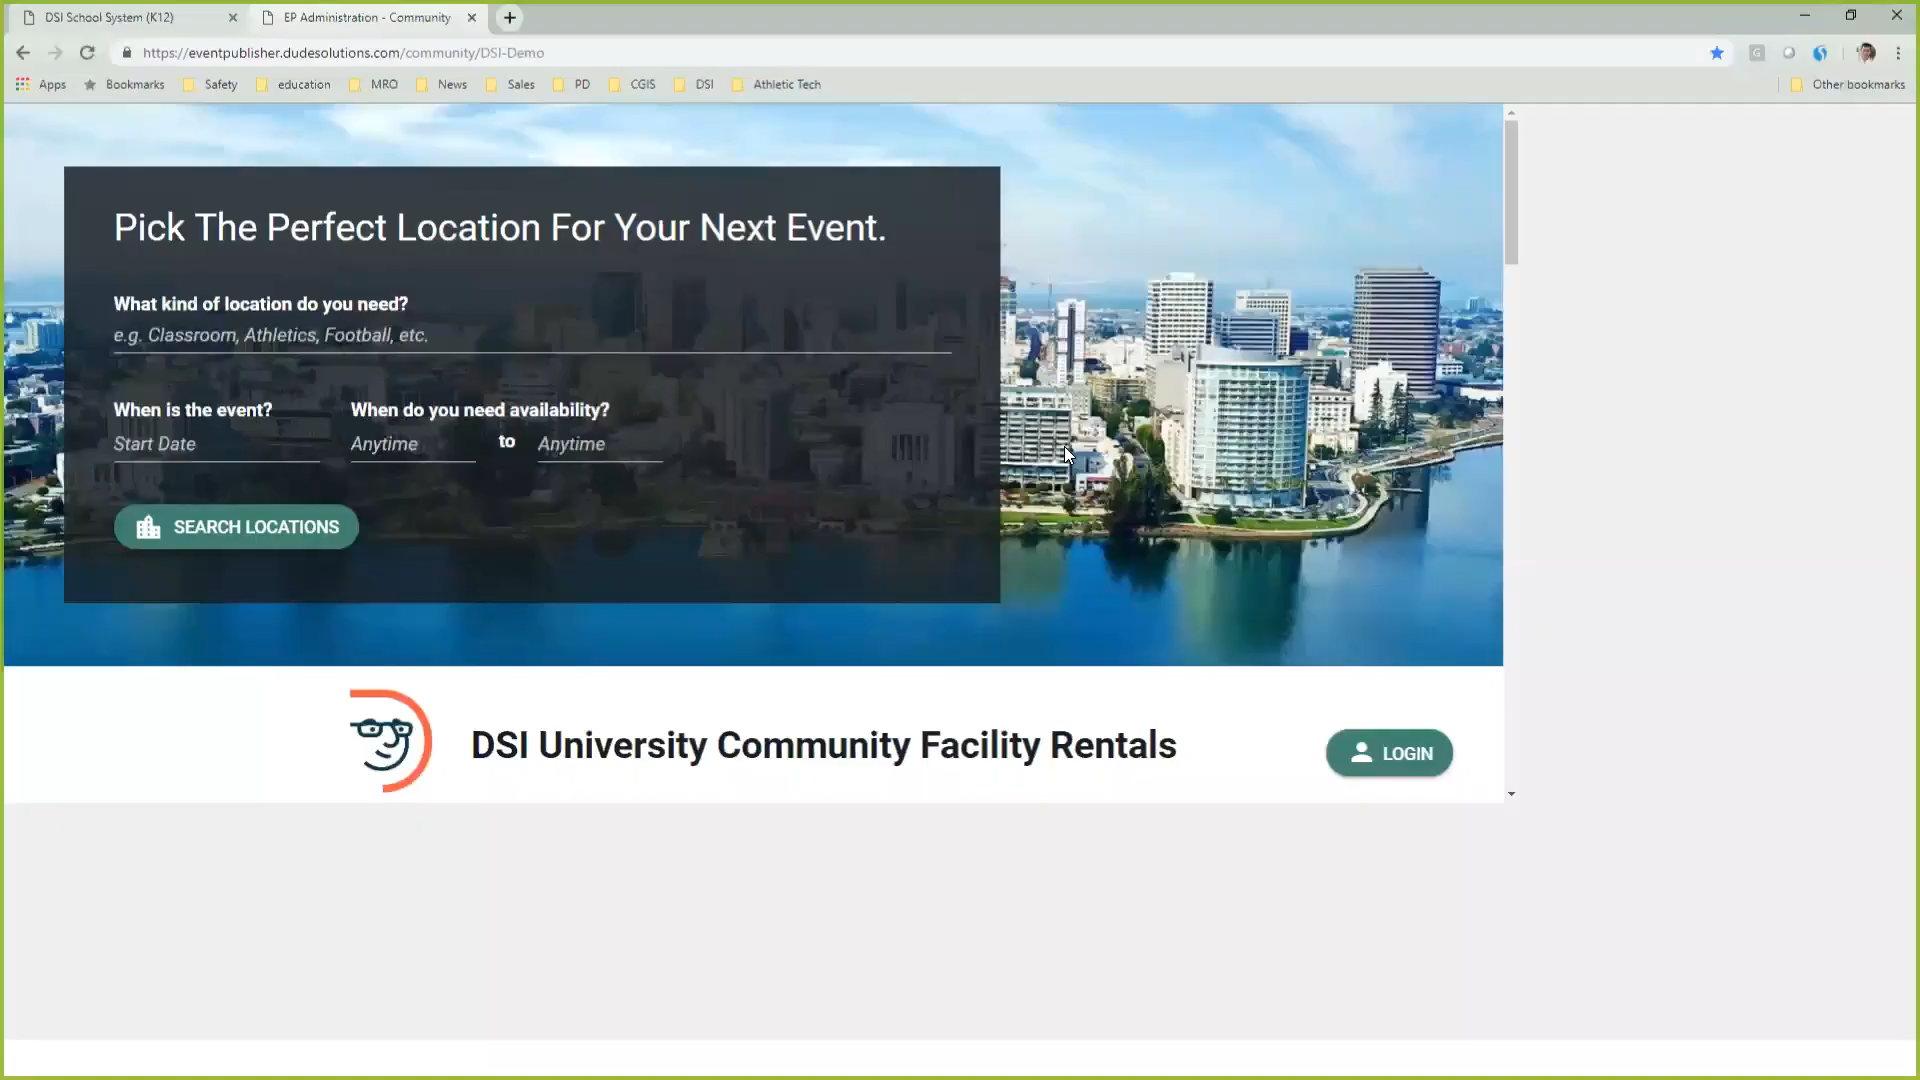 DSI School System (K12)
EP Administration - Community
https://eventpublisher.dudesolutions.com/community/DSI-Demo
Apps
Bookmarks
Safety
education
MRO
News
Sales
PD
CGIS
DSI
Athletic Tech
Other bookmarks
Pick The Perfect Location For Your Next Event.
What kind of location do you need?
e.g. Classroom, Athletics, Football, etc.
When is the event?
When do you need availability?
Start Date
Anytime
to
Anytime
SEARCH LOCATIONS
DSI University Community Facility Rentals
LOGIN